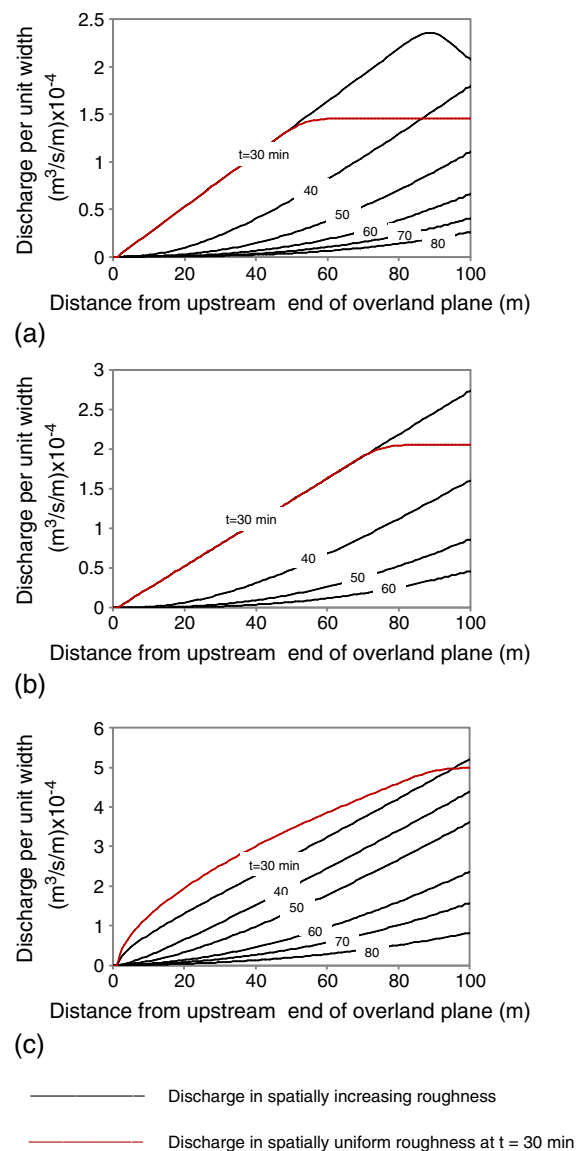 Discharge per unit width
(m³/s/m)x10⁻⁴
2.5
2
1.5
1
0.5
0
t=30 min
40
50
60
70
80
0 20 40 60 80 100
Distance from upstream end of overland plane (m)
(a)
Discharge per unit width
(m³/s/m)x10⁻⁴
3
2.5
2
1.5
1
0.5
0
t=30 min
40
50
60
0 20 40 60 80 100
Distance from upstream end of overland plane (m)
(b)
Discharge per unit width
(m³/s/m)x10⁻⁴
6
5
4
3
2
1
0
t=30 min
40
50
60
70
80
0 20 40 60 80 100
Distance from upstream end of overland plane (m)
(c)
Discharge in spatially increasing roughness
Discharge in spatially uniform roughness at t = 30 min